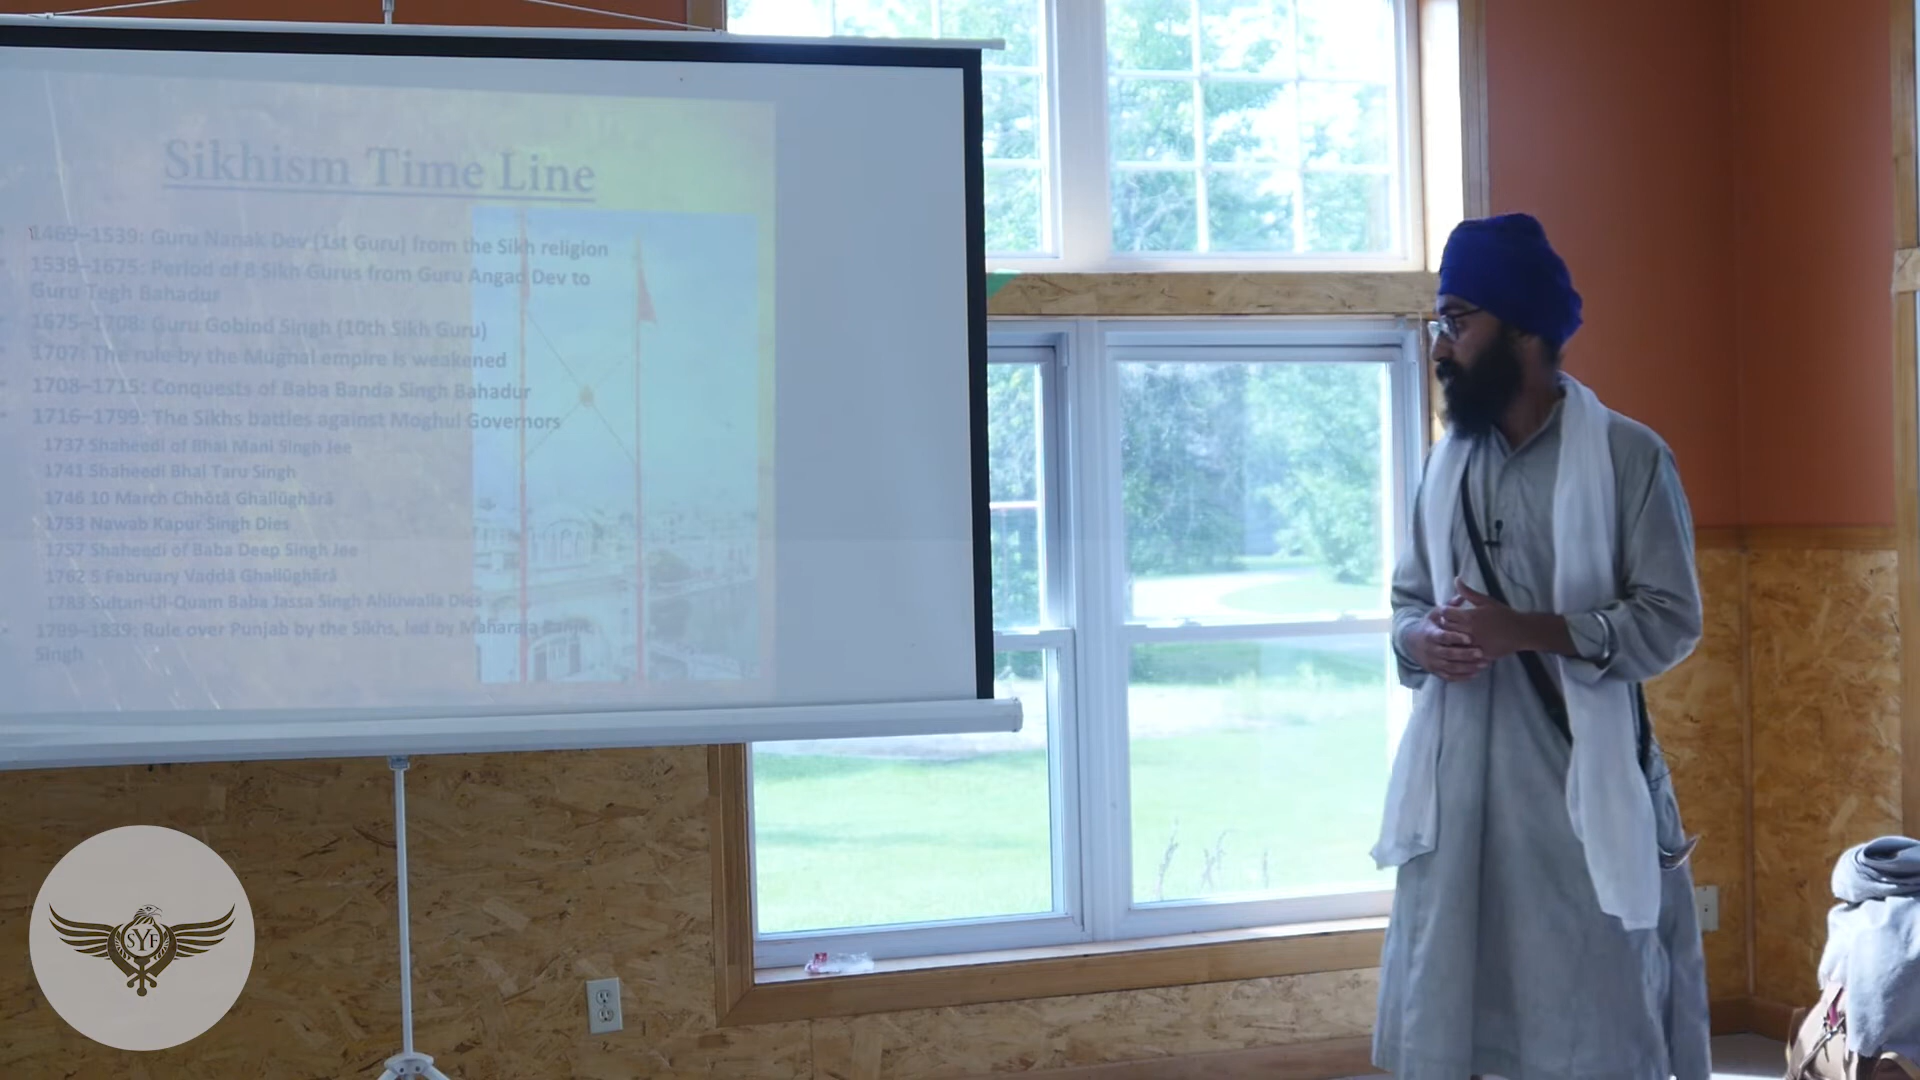 Sikhism Time Line
1469–1539: Guru Nanak Dev (1st Guru) from the Sikh religion
1539–1675: Period of 8 Sikh Gurus from Guru Angad Dev to
Guru Tegh Bahadur
1675–1708: Guru Gobind Singh (10th Sikh Guru)
1707: The rule by the Mughal empire is weakened
1708–1715: Conquests of Baba Banda Singh Bahadur
1716–1799: The Sikhs battles against Moghul Governors
1737 Shaheedi of Bhai Mani Singh Jee
1741 Shaheedi Bhai Taru Singh
1746 10 March Chhōtā Ghallūghārā
1753 Nawab Kapur Singh Dies
1757 Shaheedi of Baba Deep Singh Jee
1762 5 February Vaddā Ghallūghārā
1783 Sultan-Ul-Quam Baba Jassa Singh Ahluwalia Dies
1799–1839: Rule over Punjab by the Sikhs, led by Maharaja Ranjit
Singh
SYF